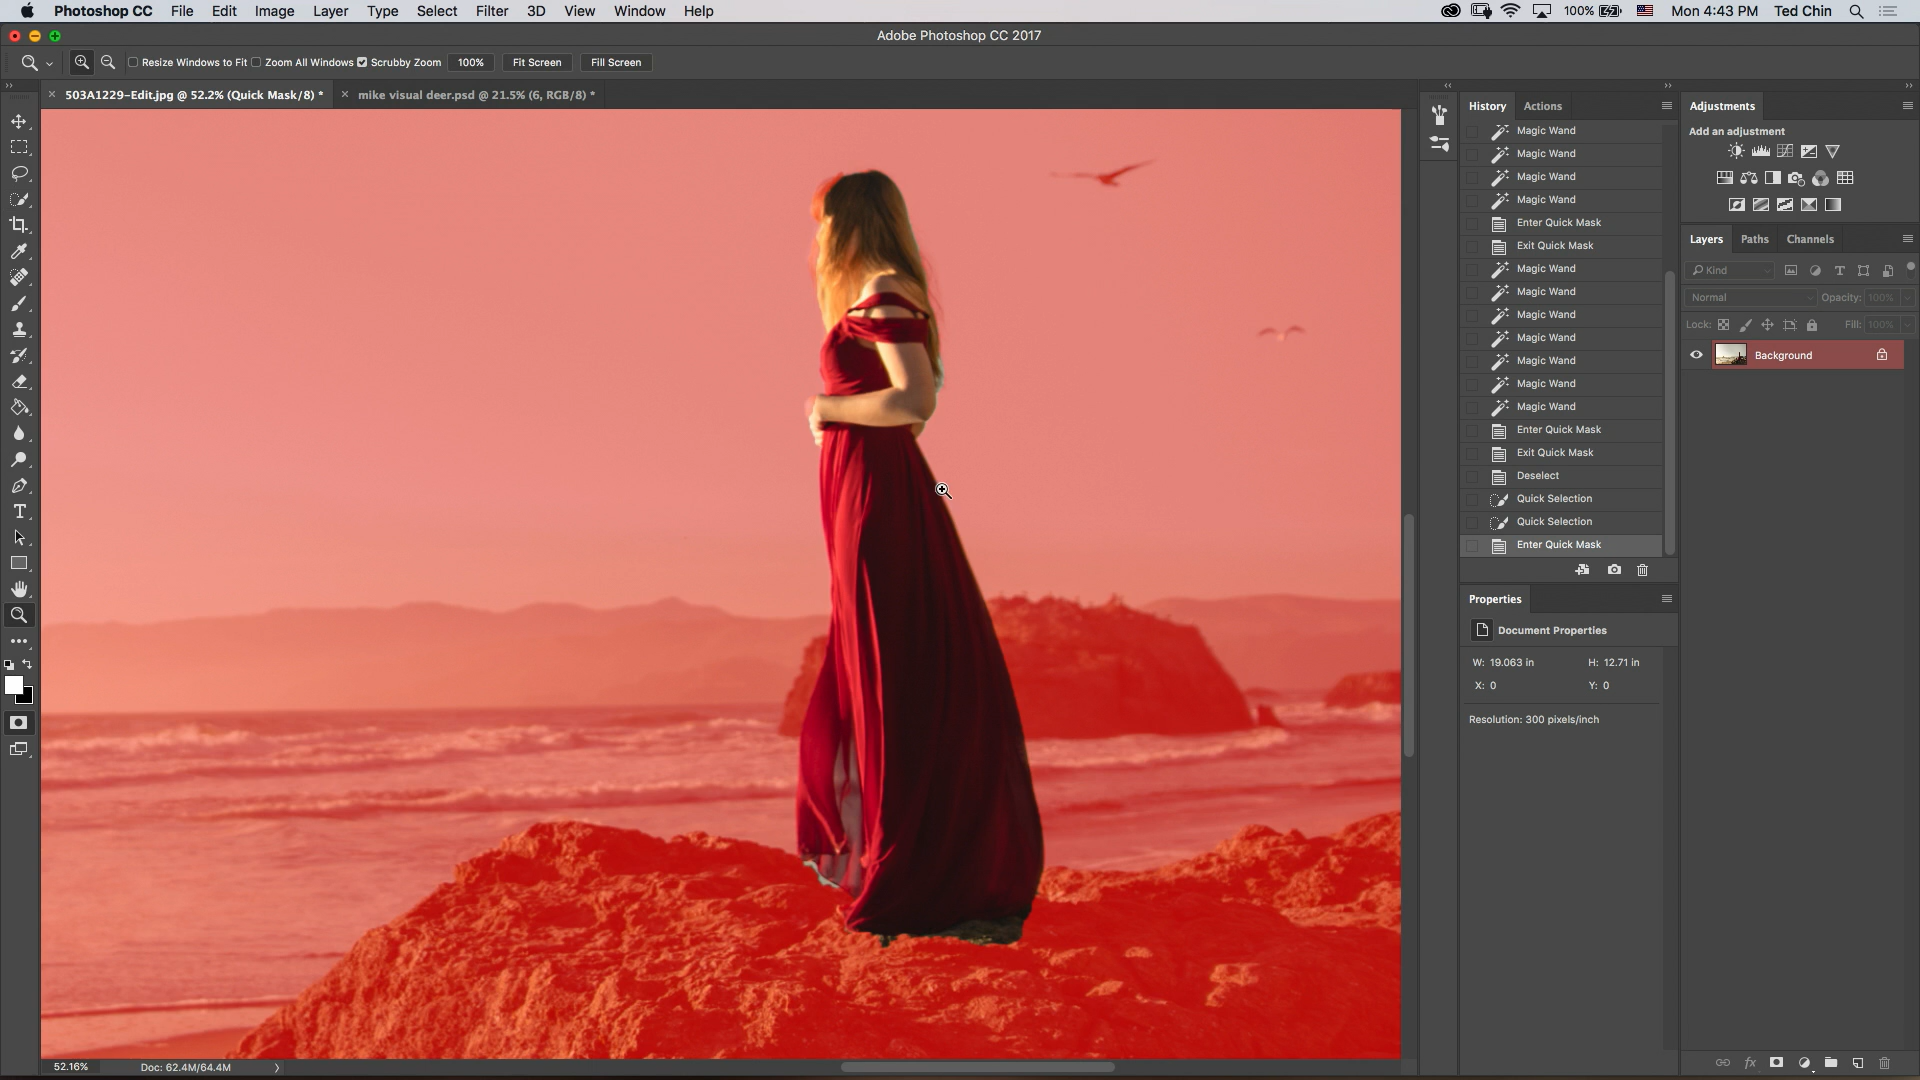 Photoshop CC File Edit Image Layer Type Select Filter 3D View Window Help 100% Mon 4:43 PM Ted Chin
Adobe Photoshop CC 2017
Resize Windows to Fit Zoom All Windows Scrubby Zoom 100% Fit Screen Fill Screen
503A1229-Edit.jpg @ 52.2% (Quick Mask/8) * mike visual deer.psd @ 21.5% (6, RGB/8) *
History Actions
Magic Wand
Magic Wand
Magic Wand
Magic Wand
Enter Quick Mask
Exit Quick Mask
Magic Wand
Magic Wand
Magic Wand
Magic Wand
Magic Wand
Magic Wand
Magic Wand
Enter Quick Mask
Exit Quick Mask
Deselect
Quick Selection
Quick Selection
Enter Quick Mask
Properties
Document Properties
W: 19.063 in H: 12.71 in
X: 0 Y: 0
Resolution: 300 pixels/inch
Adjustments
Add an adjustment
Layers Paths Channels
Kind
Normal Opacity: 100%
Lock: Fill: 100%
Background
fx
52.16% Doc: 62.4M/64.4M